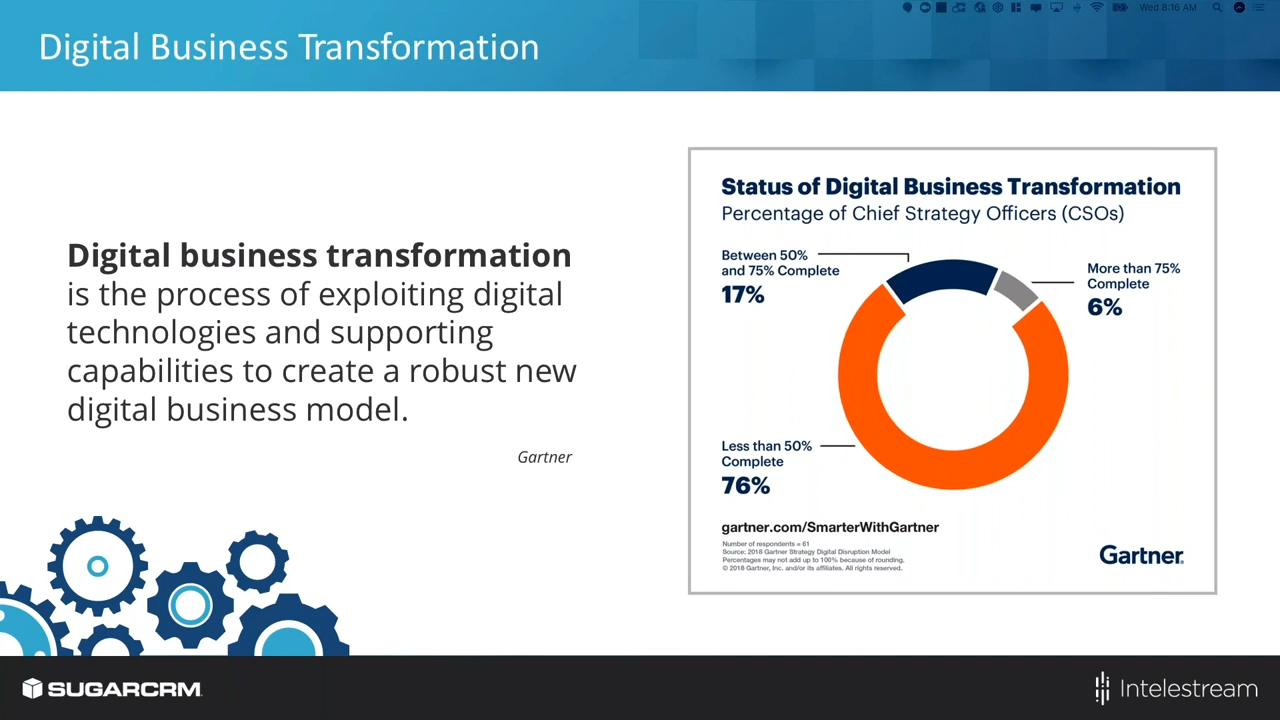 Wed 8:16 AM
Digital Business Transformation
Digital business transformation
is the process of exploiting digital
technologies and supporting
capabilities to create a robust new
digital business model.
Gartner
Status of Digital Business Transformation
Percentage of Chief Strategy Officers (CSOs)
Between 50%
and 75% Complete
17%
More than 75%
Complete
6%
Less than 50%
Complete
76%
gartner.com/SmarterWithGartner
Number of respondents = 61
Source: 2018 Gartner Strategy Digital Disruption Model
Percentages may not add up to 100% because of rounding.
© 2018 Gartner, Inc. and/or its affiliates. All rights reserved.
Gartner®
SUGARCRM
Intelestream